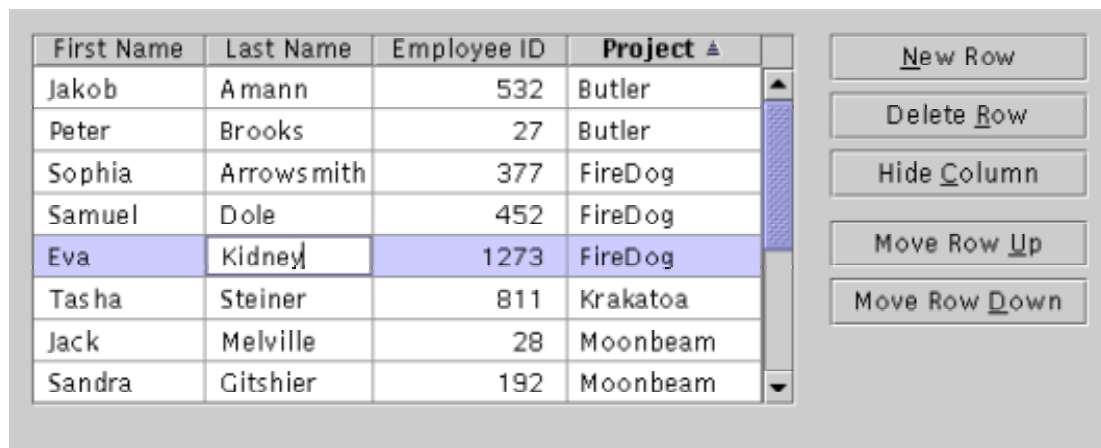 First Name Last Name Employee ID Project
Jakob Amann 532 Butler
Peter Brooks 27 Butler
Sophia Arrowsmith 377 FireDog
Samuel Dole 452 FireDog
Eva Kidney 1273 FireDog
Tasha Steiner 811 Krakatoa
Jack Melville 28 Moonbeam
Sandra Gitshier 192 Moonbeam
New Row
Delete Row
Hide Column
Move Row Up
Move Row Down